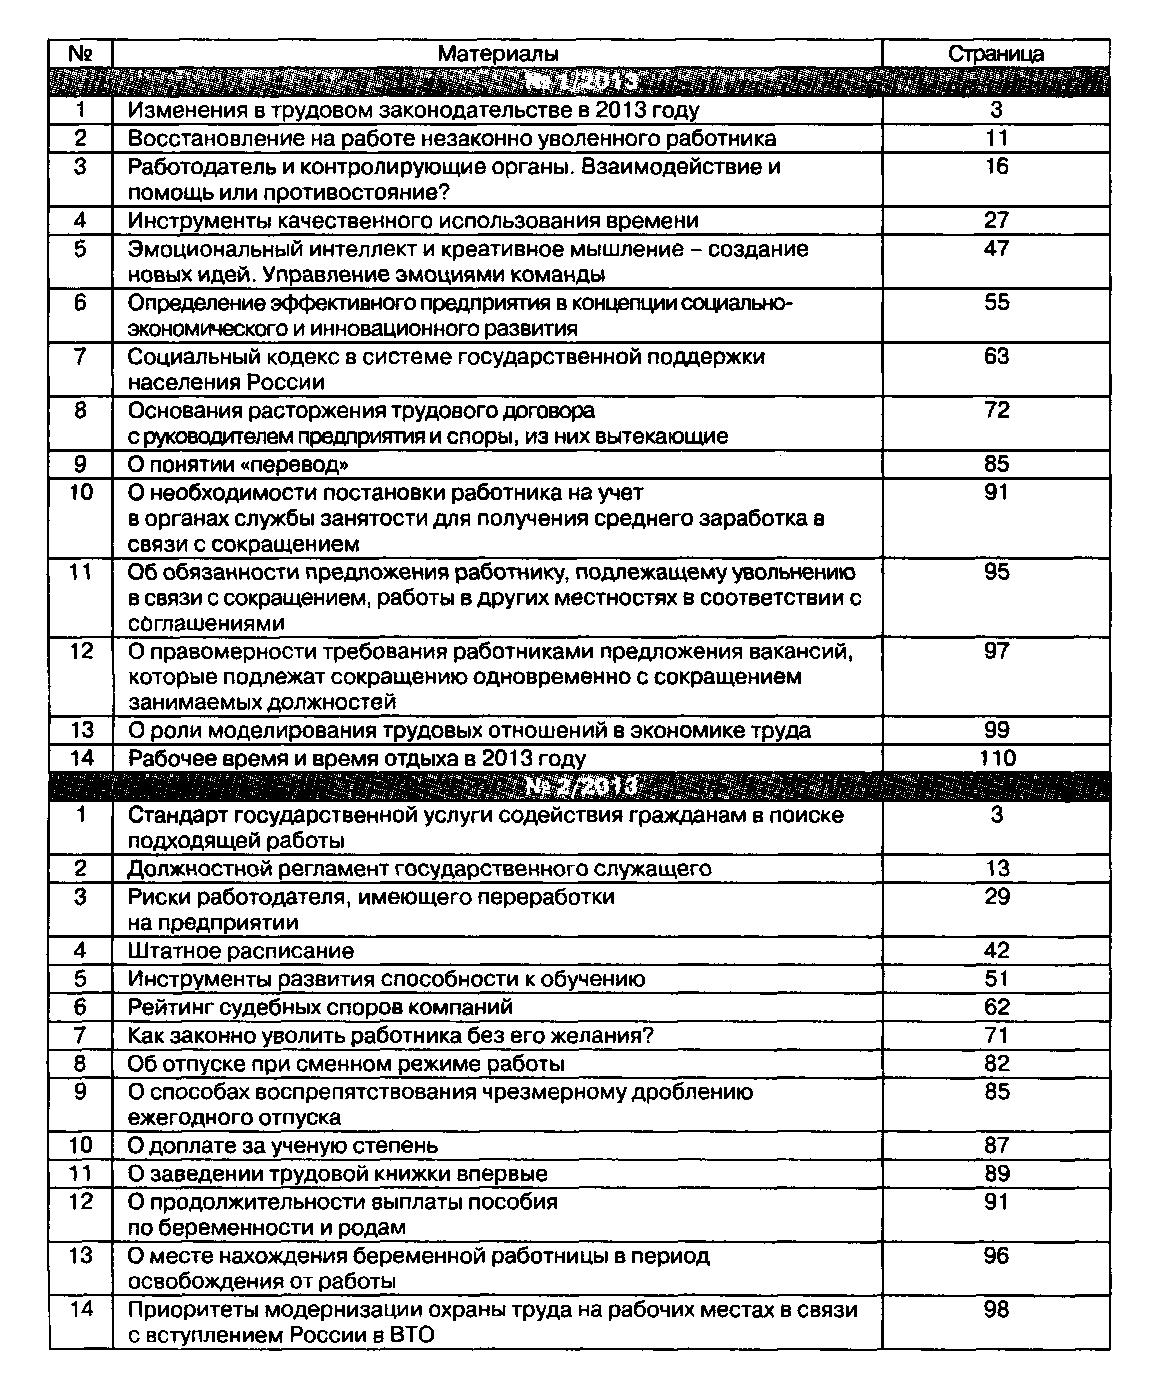 № Материалы Страница
№ 1/2013
1 Изменения в трудовом законодательстве в 2013 году 3
2 Восстановление на работе незаконно уволенного работника 11
3 Работодатель и контролирующие органы. Взаимодействие и 16
помощь или противостояние?
4 Инструменты качественного использования времени 27
5 Эмоциональный интеллект и креативное мышление – создание 47
новых идей. Управление эмоциями команды
6 Определение эффективного предприятия в концепции социально- 55
экономического и инновационного развития
7 Социальный кодекс в системе государственной поддержки 63
населения России
8 Основания расторжения трудового договора 72
с руководителем предприятия и споры, из них вытекающие
9 О понятии «перевод» 85
10 О необходимости постановки работника на учет 91
в органах службы занятости для получения среднего заработка в
связи с сокращением
11 Об обязанности предложения работнику, подлежащему увольнению 95
в связи с сокращением, работы в других местностях в соответствии с
соглашениями
12 О правомерности требования работниками предложения вакансий, 97
которые подлежат сокращению одновременно с сокращением
занимаемых должностей
13 О роли моделирования трудовых отношений в экономике труда 99
14 Рабочее время и время отдыха в 2013 году 110
№ 2/2013
1 Стандарт государственной услуги содействия гражданам в поиске 3
подходящей работы
2 Должностной регламент государственного служащего 13
3 Риски работодателя, имеющего переработки 29
на предприятии
4 Штатное расписание 42
5 Инструменты развития способности к обучению 51
6 Рейтинг судебных споров компаний 62
7 Как законно уволить работника без его желания? 71
8 Об отпуске при сменном режиме работы 82
9 О способах воспрепятствования чрезмерному дроблению 85
ежегодного отпуска
10 О доплате за ученую степень 87
11 О заведении трудовой книжки впервые 89
12 О продолжительности выплаты пособия 91
по беременности и родам
13 О месте нахождения беременной работницы в период 96
освобождения от работы
14 Приоритеты модернизации охраны труда на рабочих местах в связи 98
с вступлением России в ВТО